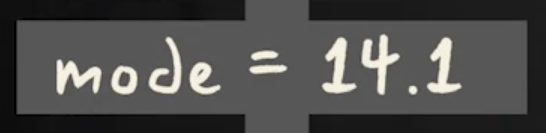 mode = 14.1